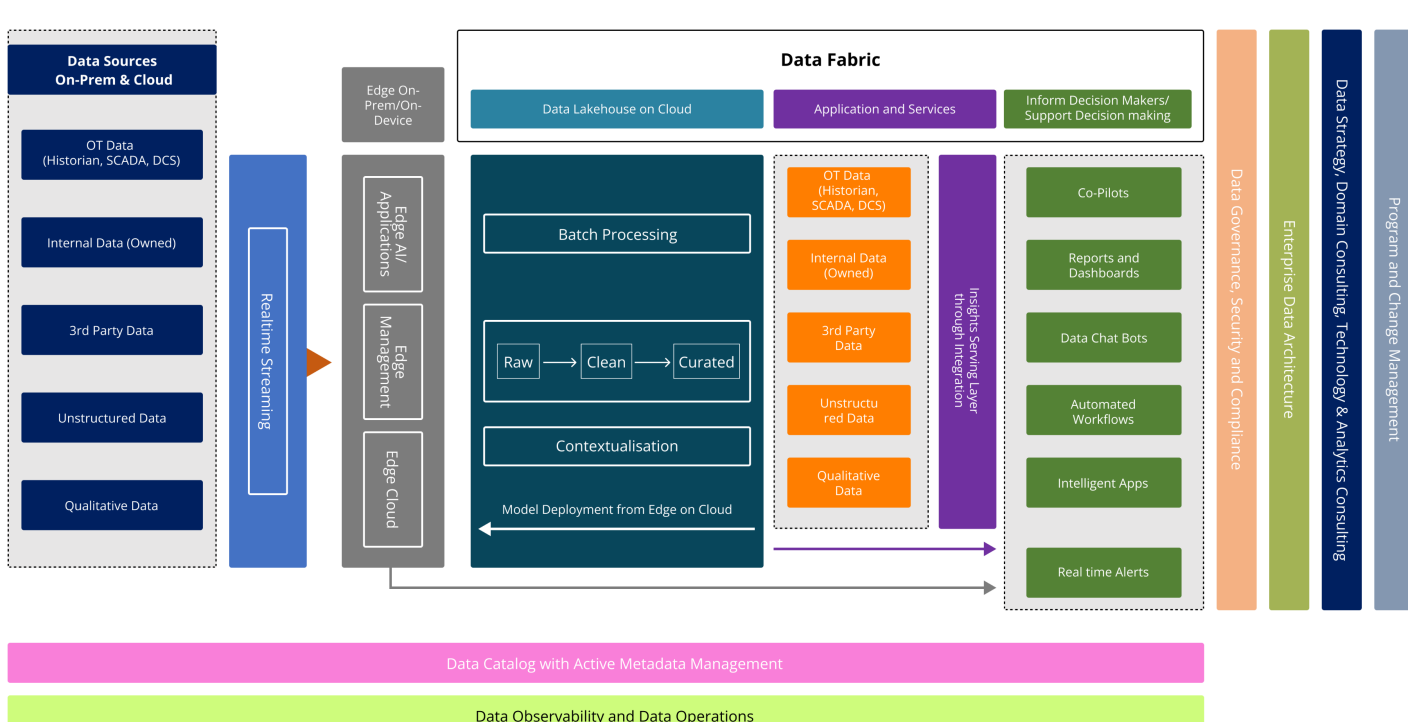 Data Sources
On-Prem & Cloud
OT Data
(Historian, SCADA, DCS)
Internal Data (Owned)
3rd Party Data
Unstructured Data
Qualitative Data
Realtime Streaming
Edge On-
Prem/On-
Device
Edge AI/
Applications
Edge
Management
Edge Cloud
Data Fabric
Data Lakehouse on Cloud
Application and Services
Inform Decision Makers/
Support Decision making
Batch Processing
Raw
Clean
Curated
Contextualisation
Model Deployment from Edge on Cloud
OT Data
(Historian,
SCADA, DCS)
Internal Data
(Owned)
3rd Party
Data
Unstructu
red Data
Qualitative
Data
Insights Serving Layer
through Integration
Co-Pilots
Reports and
Dashboards
Data Chat Bots
Automated
Workflows
Intelligent Apps
Real time Alerts
Data Governance, Security and Compliance
Enterprise Data Architecture
Data Strategy, Domain Consulting, Technology & Analytics Consulting
Program and Change Management
Data Catalog with Active Metadata Management
Data Observability and Data Operations